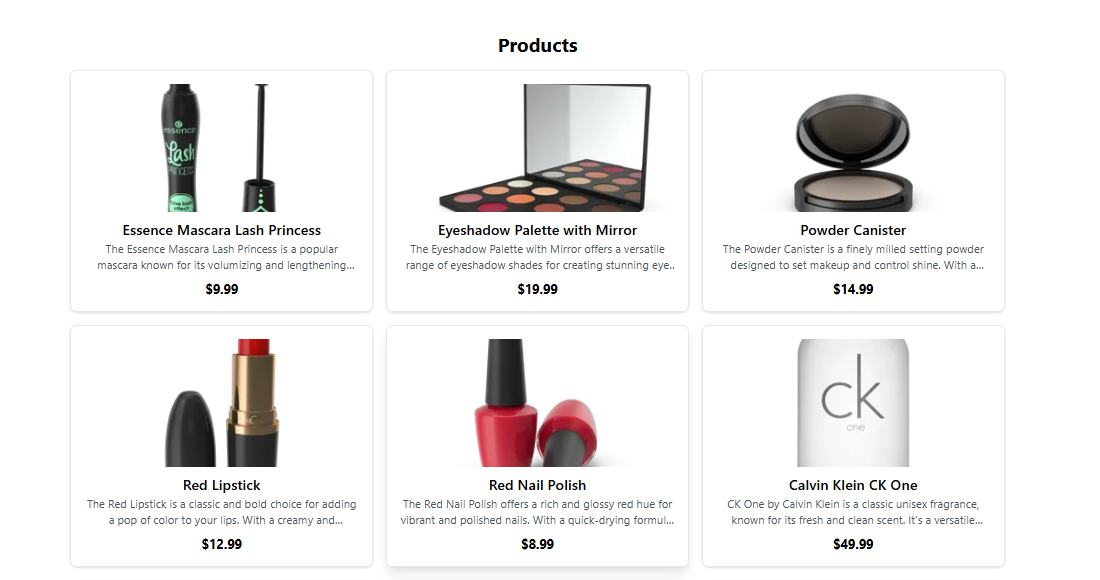 Products
essence
Lash
PRINCESS
Essence Mascara Lash Princess
The Essence Mascara Lash Princess is a popular
mascara known for its volumizing and lengthening...
$9.99
Eyeshadow Palette with Mirror
The Eyeshadow Palette with Mirror offers a versatile
range of eyeshadow shades for creating stunning eye..
$19.99
Powder Canister
The Powder Canister is a finely milled setting powder
designed to set makeup and control shine. With a...
$14.99
Red Lipstick
The Red Lipstick is a classic and bold choice for adding
a pop of color to your lips. With a creamy and...
$12.99
Red Nail Polish
The Red Nail Polish offers a rich and glossy red hue for
vibrant and polished nails. With a quick-drying formul...
$8.99
ck
one
Calvin Klein CK One
CK One by Calvin Klein is a classic unisex fragrance,
known for its fresh and clean scent. It's a versatile...
$49.99